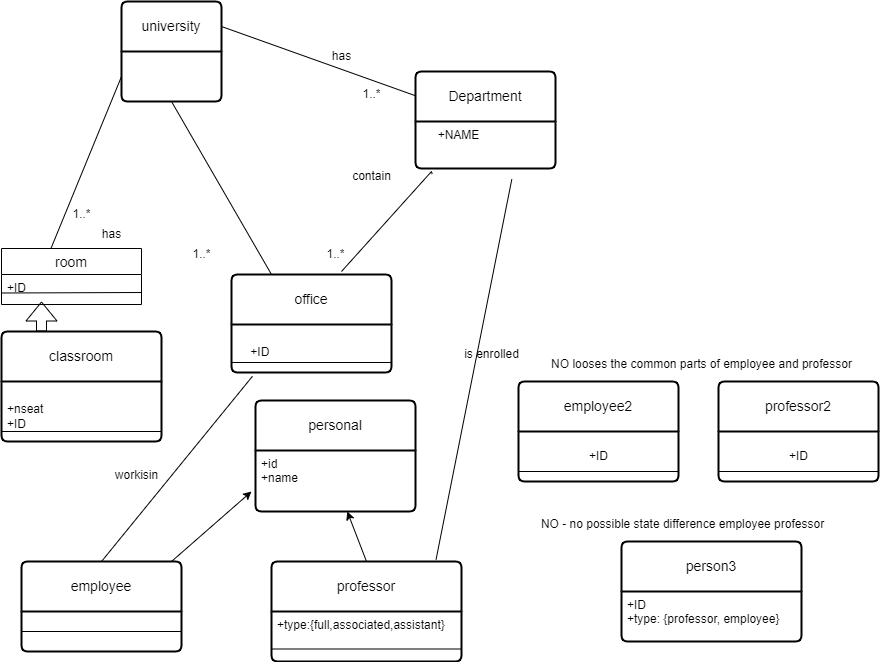 university
has
1..*
Department
+NAME
contain
1..*
has
1..*
1..*
room
+ID
office
+ID
classroom
+nseat
+ID
is enrolled
NO looses the common parts of employee and professor
employee2
+ID
professor2
+ID
personal
+id
+name
workisin
NO - no possible state difference employee professor
person3
+ID
+type: {professor, employee}
employee
professor
+type:{full,associated,assistant}